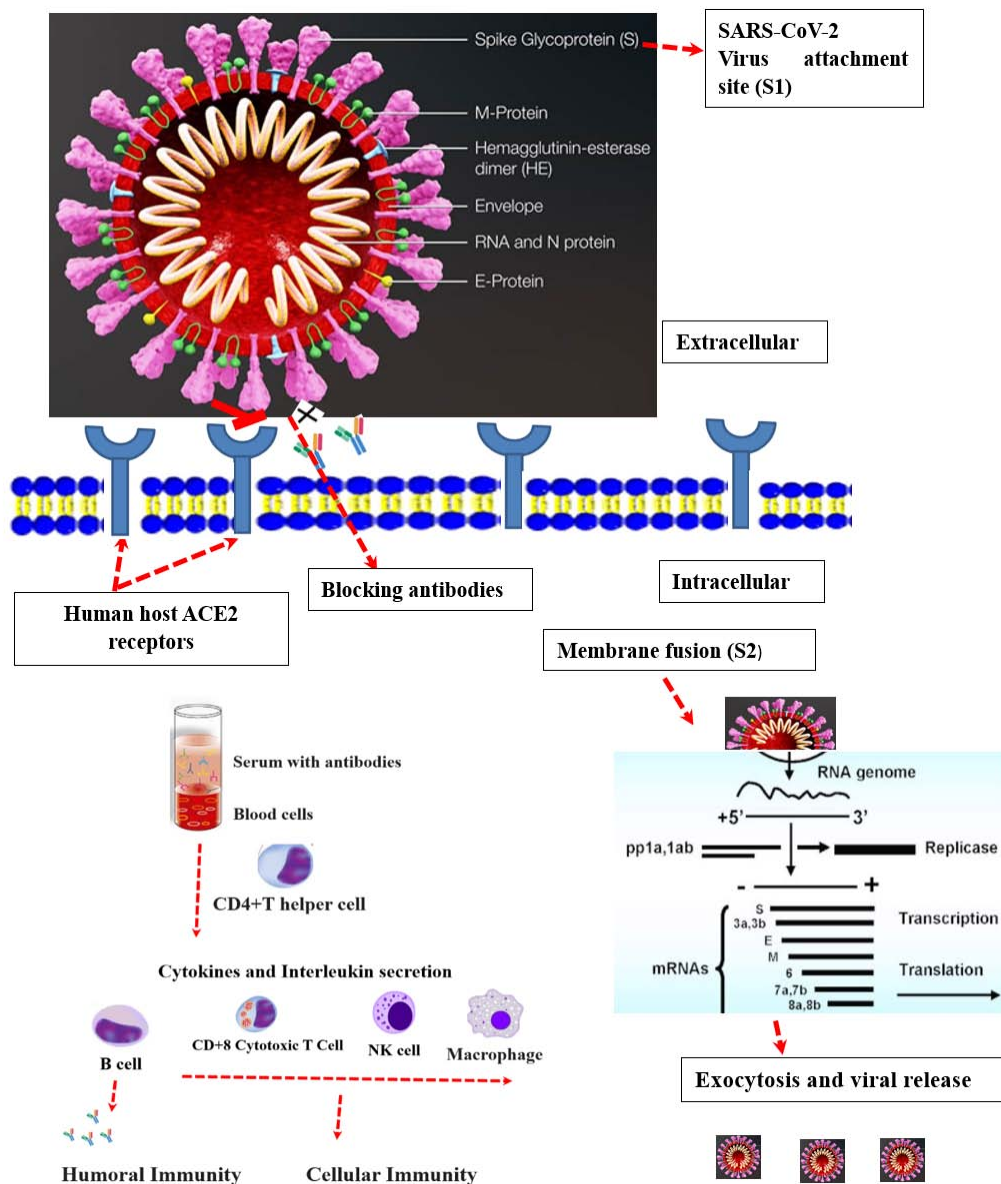 Spike Glycoprotein (S)
SARS-CoV-2
Virus attachment
site (S1)
M-Protein
Hemagglutinin-esterase
dimer (HE)
Envelope
RNA and N protein
E-Protein
Extracellular
X
Human host ACE2
receptors
Blocking antibodies
Intracellular
Membrane fusion (S2)
Serum with antibodies
Blood cells
CD4+T helper cell
Cytokines and Interleukin secretion
B cell
CD+8 Cytotoxic T Cell
NK cell
Macrophage
Humoral Immunity
Cellular Immunity
RNA genome
+5’
3’
pp1a,1ab
Replicase
- +
S
3a,3b
E
M
6
7a,7b
8a,8b
mRNAs
Transcription
Translation
Exocytosis and viral release